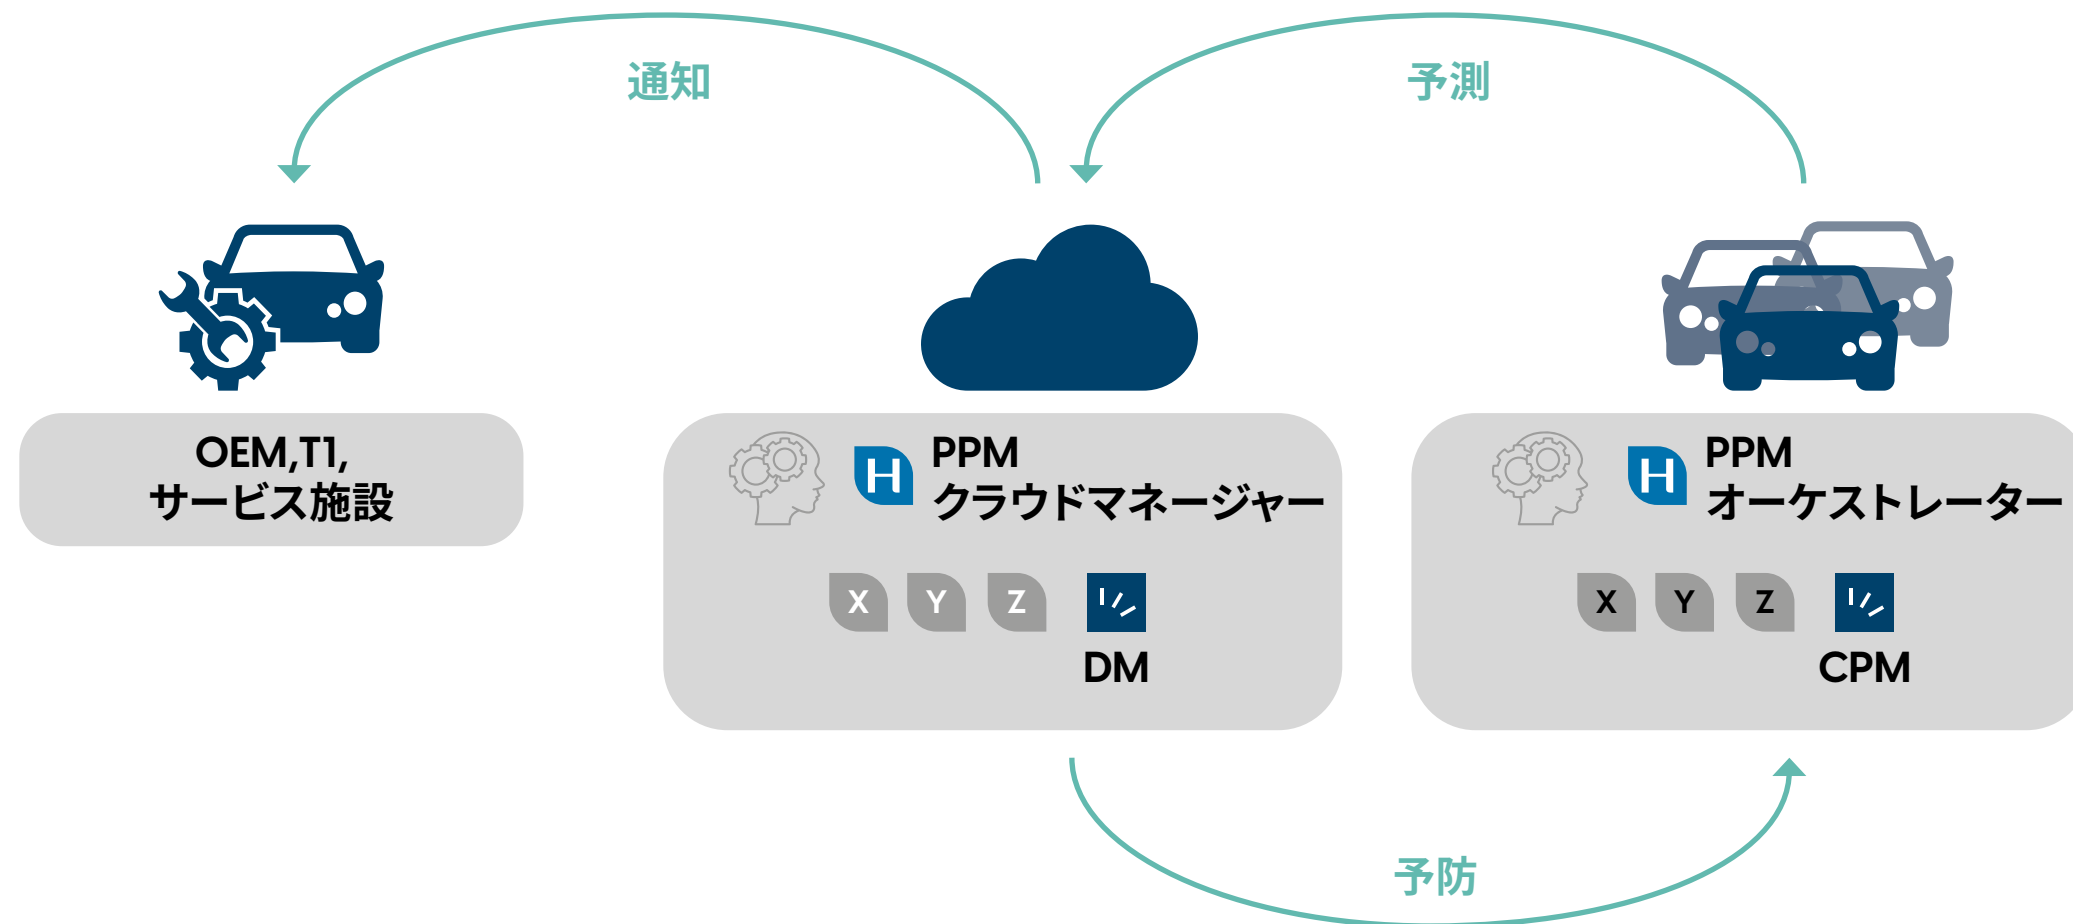 通知
予測
OEM,T1,
サービス施設
H
PPM
クラウドマネージャー
X Y Z
DM
H
PPM
オーケストレーター
X Y Z
CPM
予防